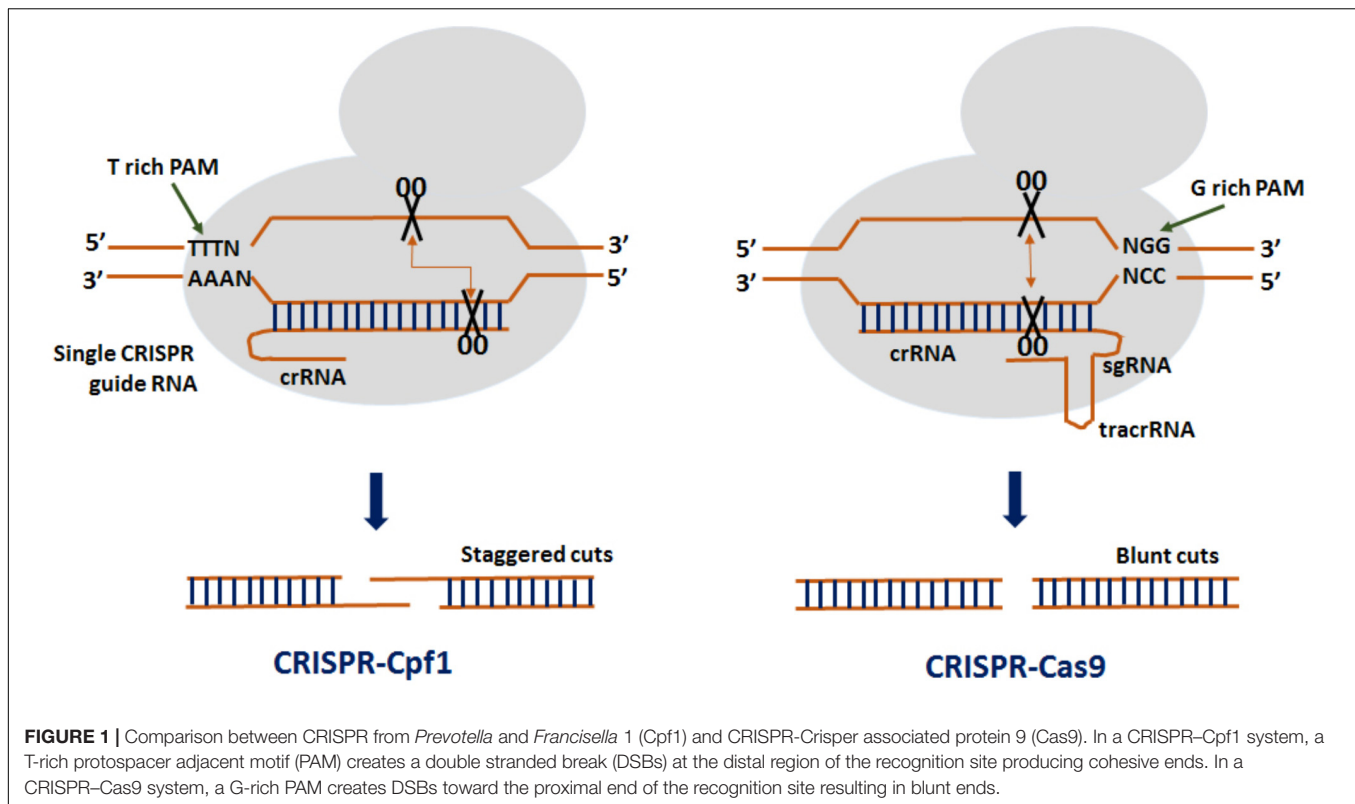 T rich PAM
5’
TTTN
3’
3’
AAAN
5’
Single CRISPR
guide RNA
crRNA
Staggered cuts
CRISPR-Cpf1
G rich PAM
5’
NGG
3’
3’
NCC
5’
crRNA
sgRNA
tracrRNA
Blunt cuts
CRISPR-Cas9
FIGURE 1 | Comparison between CRISPR from Prevotella and Francisella 1 (Cpf1) and CRISPR-Crisper associated protein 9 (Cas9). In a CRISPR–Cpf1 system, a
T-rich protospacer adjacent motif (PAM) creates a double stranded break (DSBs) at the distal region of the recognition site producing cohesive ends. In a
CRISPR–Cas9 system, a G-rich PAM creates DSBs toward the proximal end of the recognition site resulting in blunt ends.